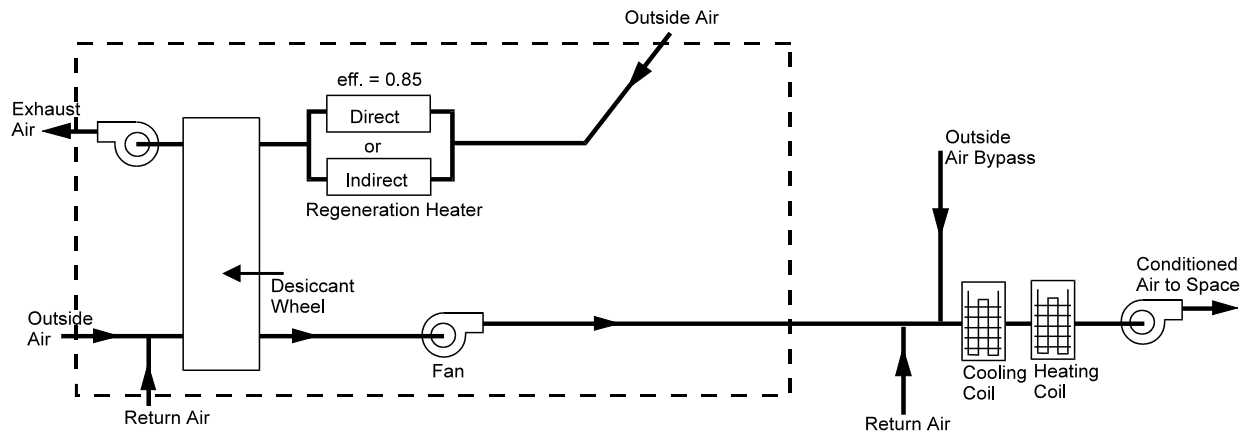 Outside Air
eff. = 0.85
Exhaust
Air
Direct
or
Indirect
Regeneration Heater
Outside
Air Bypass
Desiccant
Wheel
Conditioned
Air to Space
Outside
Air
Fan
Cooling
Coil
Heating
Coil
Return Air
Return Air